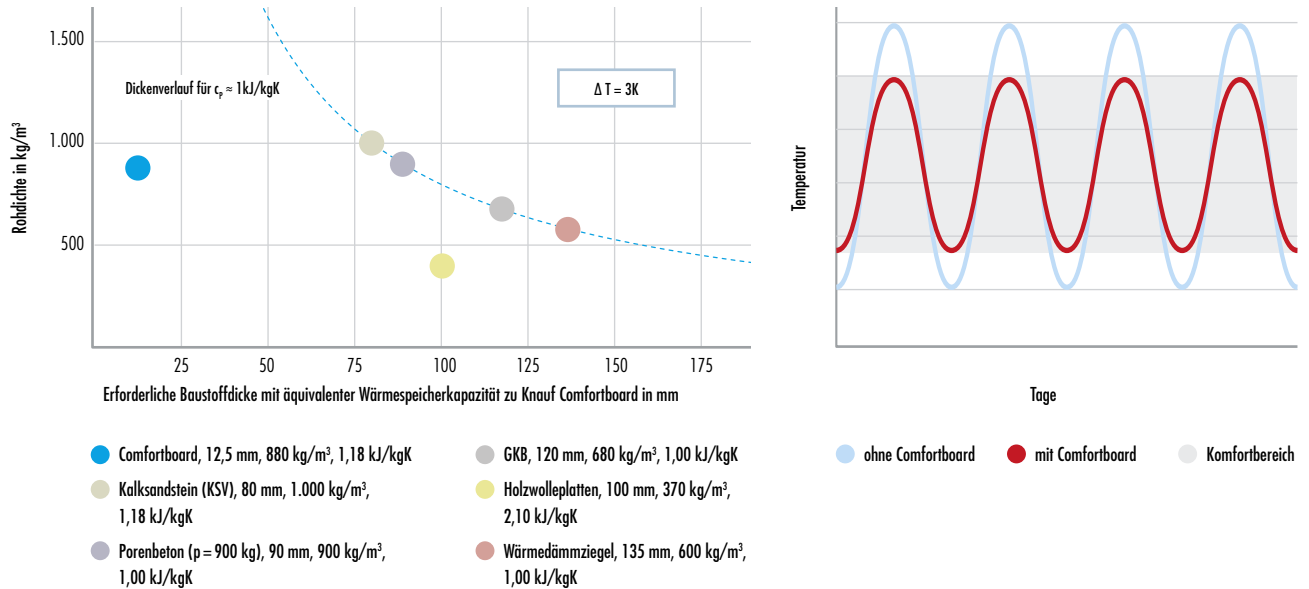 1.500
1.000
500
Rohdichte in kg/m³
Dickenverlauf für cₚ ≈ 1kJ/kgK
Δ T = 3K
25 50 75 100 125 150 175
Erforderliche Baustoffdicke mit äquivalenter Wärmespeicherkapazität zu Knauf Comfortboard in mm
Comfortboard, 12,5 mm, 880 kg/m³, 1,18 kJ/kgK
Kalksandstein (KSV), 80 mm, 1.000 kg/m³,
1,18 kJ/kgK
Porenbeton (p = 900 kg), 90 mm, 900 kg/m³,
1,00 kJ/kgK
GKB, 120 mm, 680 kg/m³, 1,00 kJ/kgK
Holzwolleplatten, 100 mm, 370 kg/m³,
2,10 kJ/kgK
Wärmedämmziegel, 135 mm, 600 kg/m³,
1,00 kJ/kgK
Temperatur
Tage
ohne Comfortboard
mit Comfortboard
Komfortbereich